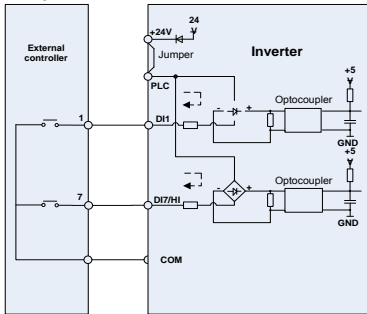 +24V
24
V
External controller
Jumper
Inverter
PLC
+5
V
Optocoupler
1
DI1
-
+
GND
+5
V
Optocoupler
7
DI7/HI
-
+
GND
COM